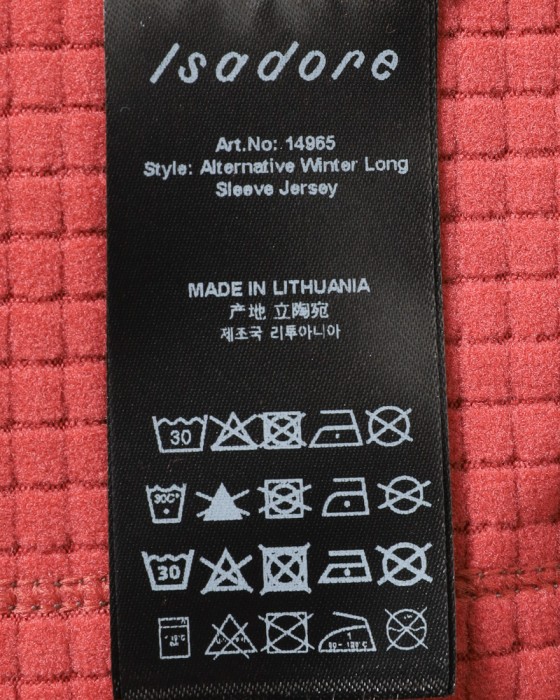 Isadore
Art.No: 14965
Style: Alternative Winter Long
Sleeve Jersey
MADE IN LITHUANIA
产地 立陶宛
제조국 리투아니아
30
30C°
30